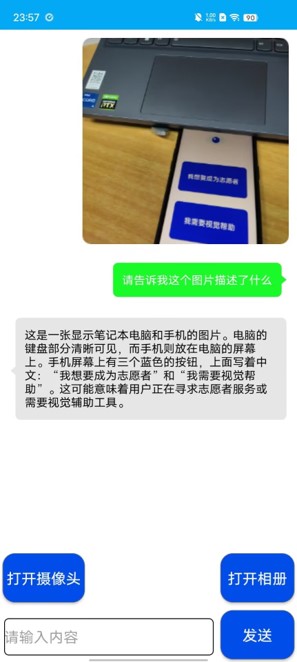 23:57
1.00
KB/s
90
我想要成为志愿者
我需要视觉帮助
请告诉我这个图片描述了什么
这是一张显示笔记本电脑和手机的图片。电脑的
键盘部分清晰可见，而手机则放在电脑的屏幕
上。手机屏幕上有三个蓝色的按钮，上面写着中
文：“我想要成为志愿者”和“我需要视觉帮
助”。这可能意味着用户正在寻求志愿者服务或
需要视觉辅助工具。
打开摄像头
打开相册
请输入内容
发送